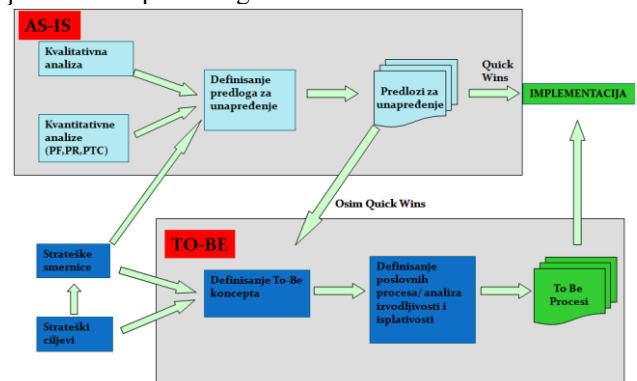 AS-IS
Kvalitativna
analiza
Kvantitativne
analize
(PF,PR,PTC)
Definisanje
predloga za
unapređenje
Predlozi za
unapređenje
Quick
Wins
IMPLEMENTACIJA
Osim Quick Wins
TO-BE
Strateške
smernice
Strateški
ciljevi
Definisanje To-Be
koncepta
Definisanje
poslovnih
procesa/ analiza
izvodljivosti i
isplativosti
To Be
Procesi